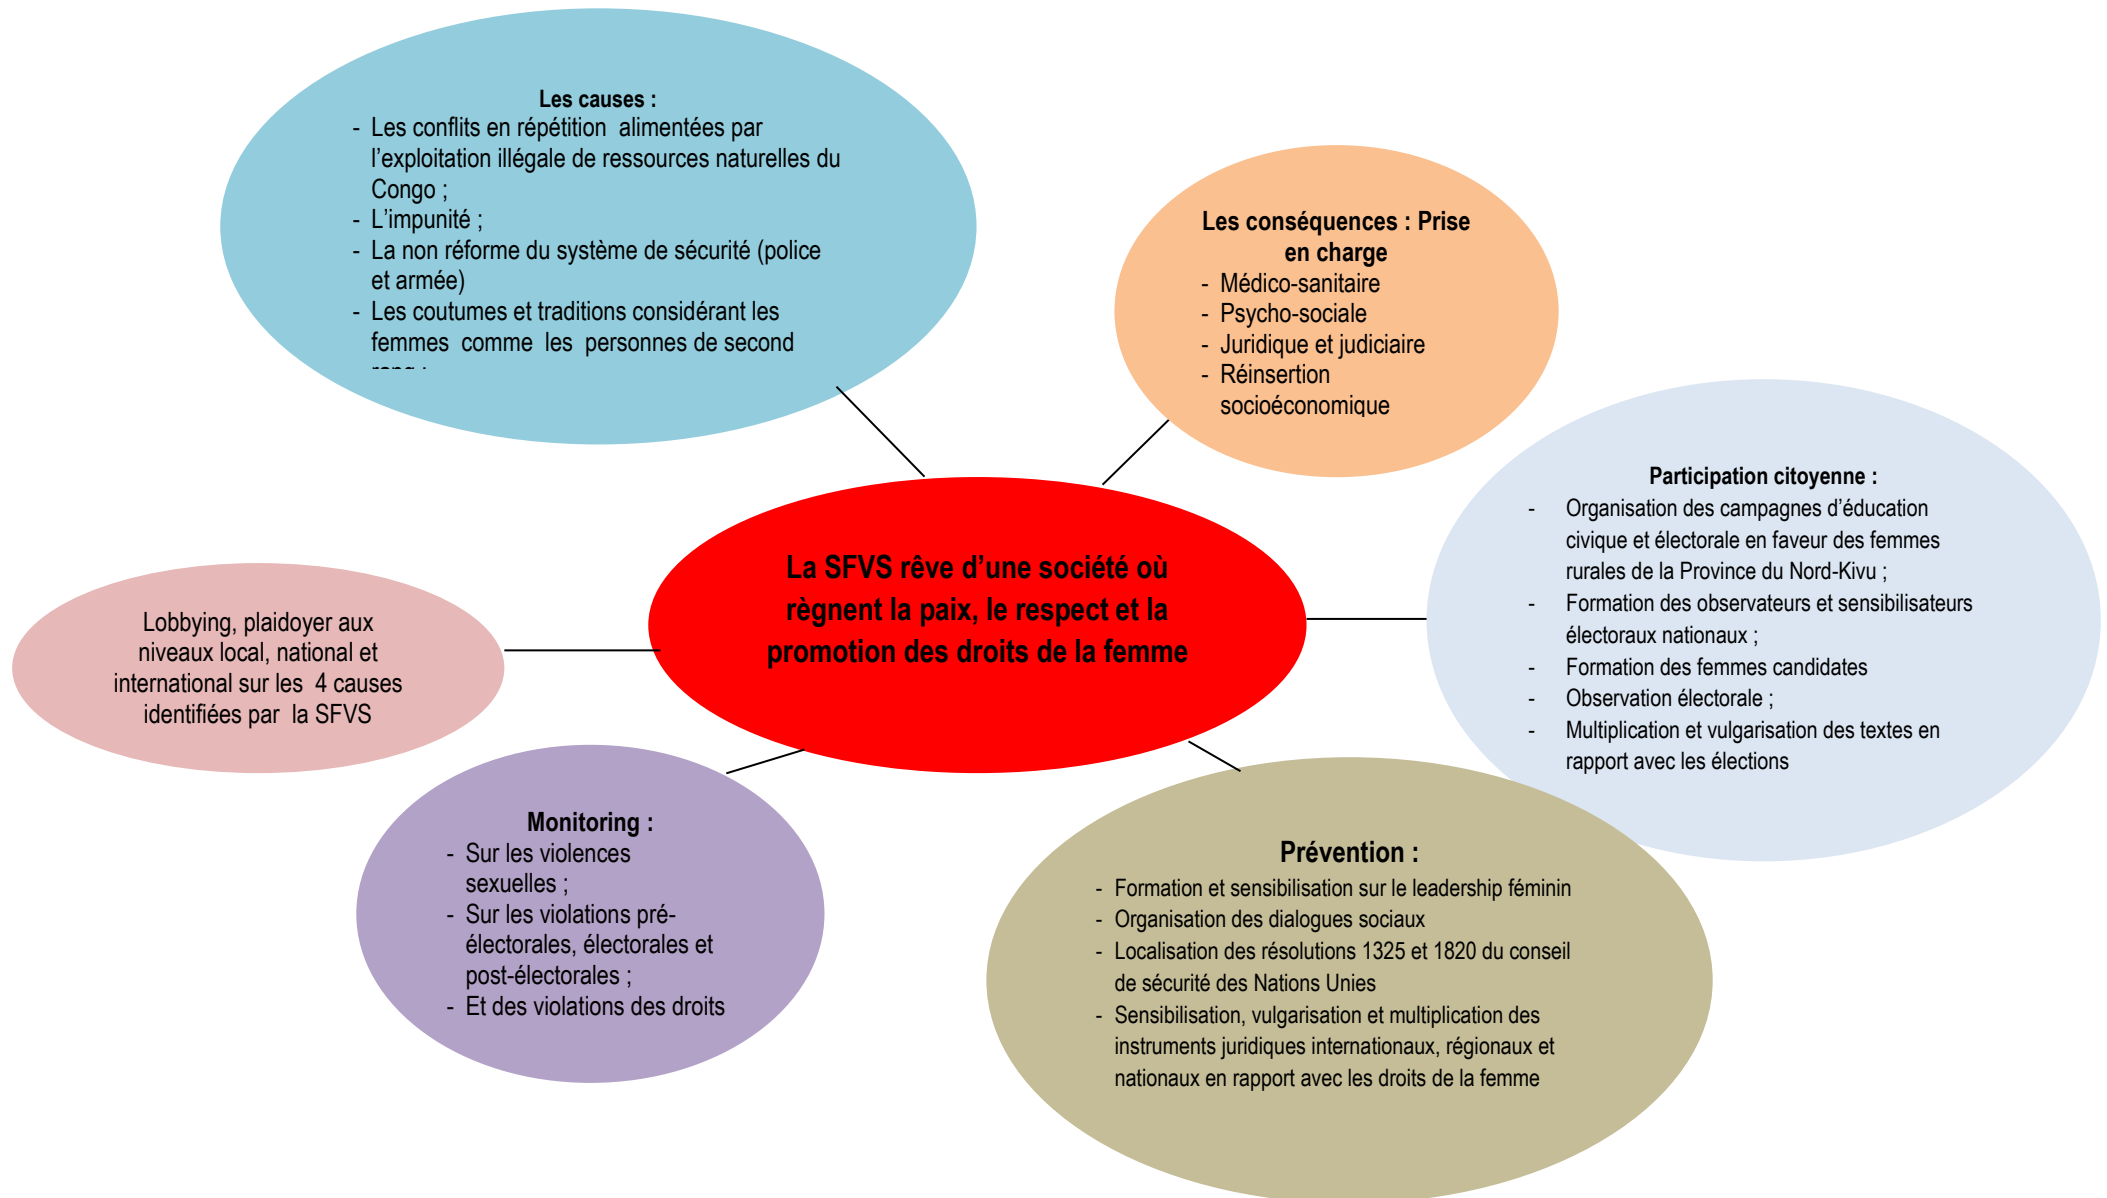 Les causes :
- Les conflits en répétition  alimentées par
l’exploitation illégale de ressources naturelles du
Congo ;
- L’impunité ;
- La non réforme du système de sécurité (police
et armée)
- Les coutumes et traditions considérant les
femmes  comme  les  personnes de second
Les conséquences : Prise
en charge
- Médico-sanitaire
- Psycho-sociale
- Juridique et judiciaire
- Réinsertion
socioéconomique
Participation citoyenne :
- Organisation des campagnes d’éducation
civique et électorale en faveur des femmes
rurales de la Province du Nord-Kivu ;
- Formation des observateurs et sensibilisateurs
électoraux nationaux ;
- Formation des femmes candidates
- Observation électorale ;
- Multiplication et vulgarisation des textes en
rapport avec les élections
La SFVS rêve d’une société où
règnent la paix, le respect et la
promotion des droits de la femme
Lobbying, plaidoyer aux
niveaux local, national et
international sur les  4 causes
identifiées par  la SFVS
Monitoring :
- Sur les violences
sexuelles ;
- Sur les violations pré-
électorales, électorales et
post-électorales ;
- Et des violations des droits
Prévention :
- Formation et sensibilisation sur le leadership féminin
- Organisation des dialogues sociaux
- Localisation des résolutions 1325 et 1820 du conseil
de sécurité des Nations Unies
- Sensibilisation, vulgarisation et multiplication des
instruments juridiques internationaux, régionaux et
nationaux en rapport avec les droits de la femme